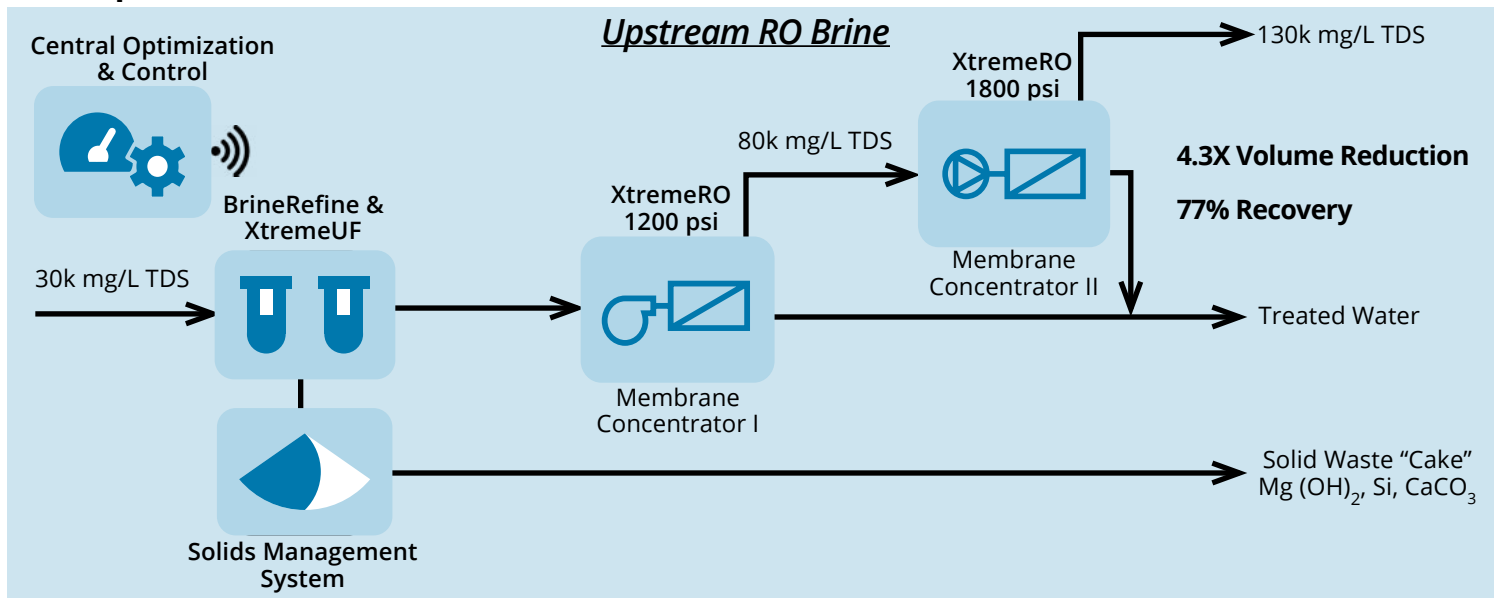 Upstream RO Brine
Central Optimization
& Control
130k mg/L TDS
XtremeRO
1800 psi
80k mg/L TDS
4.3X Volume Reduction
77% Recovery
BrineRefine &
XtremeUF
XtremeRO
1200 psi
30k mg/L TDS
Membrane
Concentrator II
Treated Water
Membrane
Concentrator I
Solid Waste “Cake”
Mg (OH)₂, Si, CaCO₃
Solids Management
System